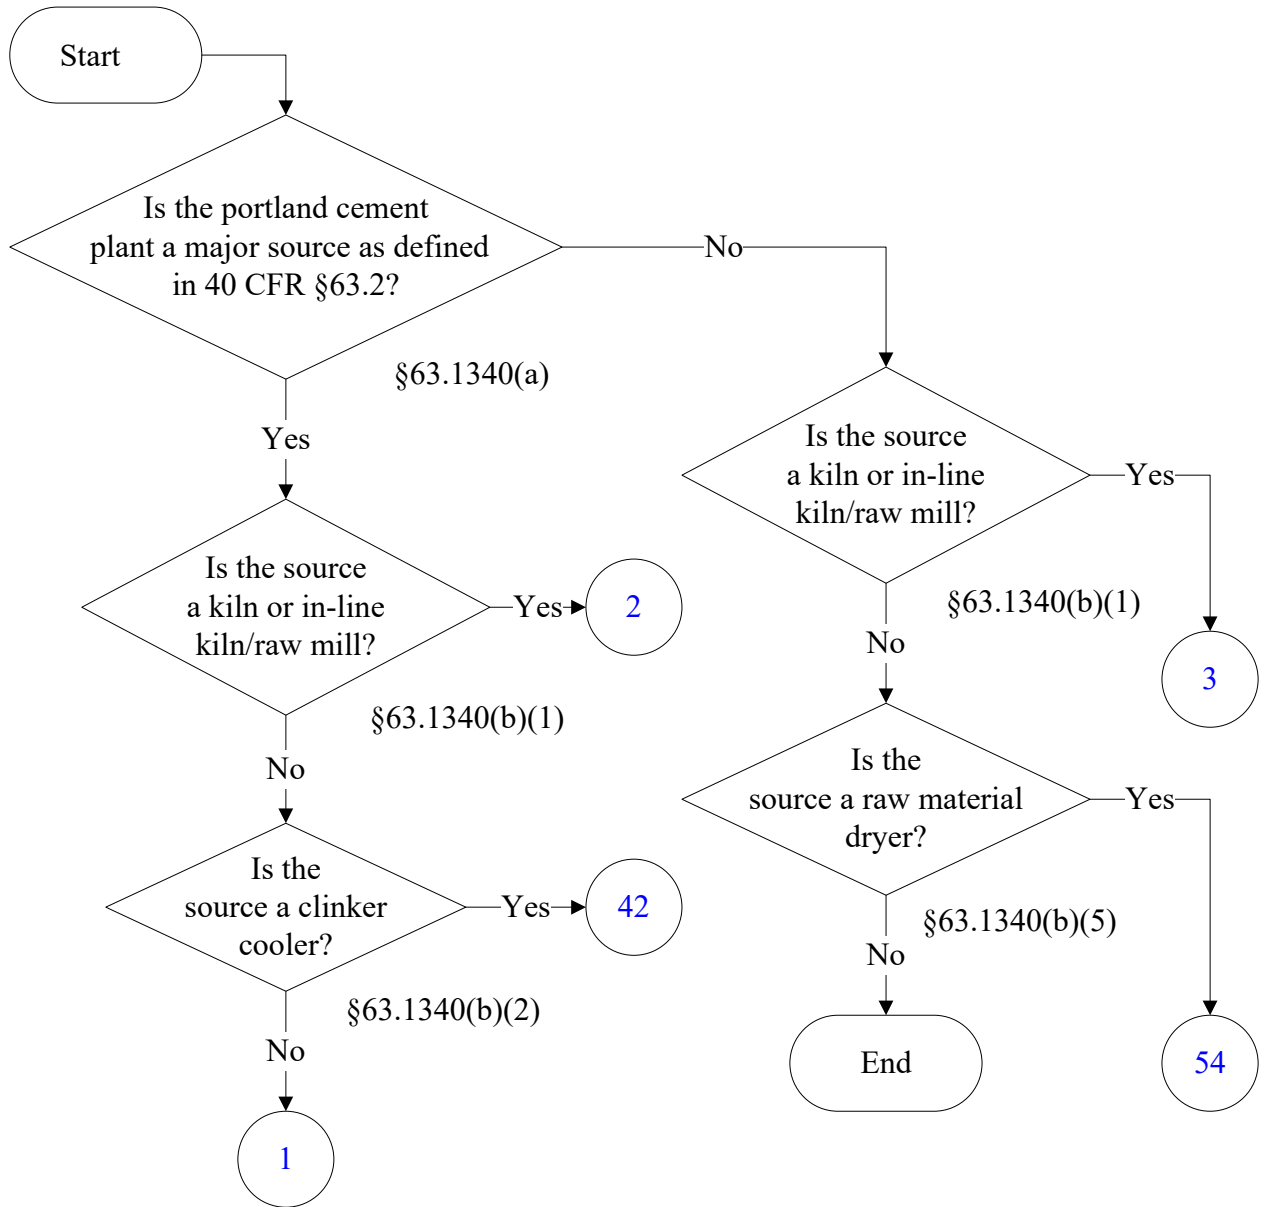 Start
Is the portland cement
plant a major source as defined
in 40 CFR §63.2?
No
§63.1340(a)
Yes
Is the source
a kiln or in-line
kiln/raw mill?
Yes
2
§63.1340(b)(1)
No
Is the
source a clinker
cooler?
Yes
42
§63.1340(b)(2)
No
1
Is the source
a kiln or in-line
kiln/raw mill?
Yes
§63.1340(b)(1)
3
No
Is the
source a raw material
dryer?
Yes
§63.1340(b)(5)
No
End
54